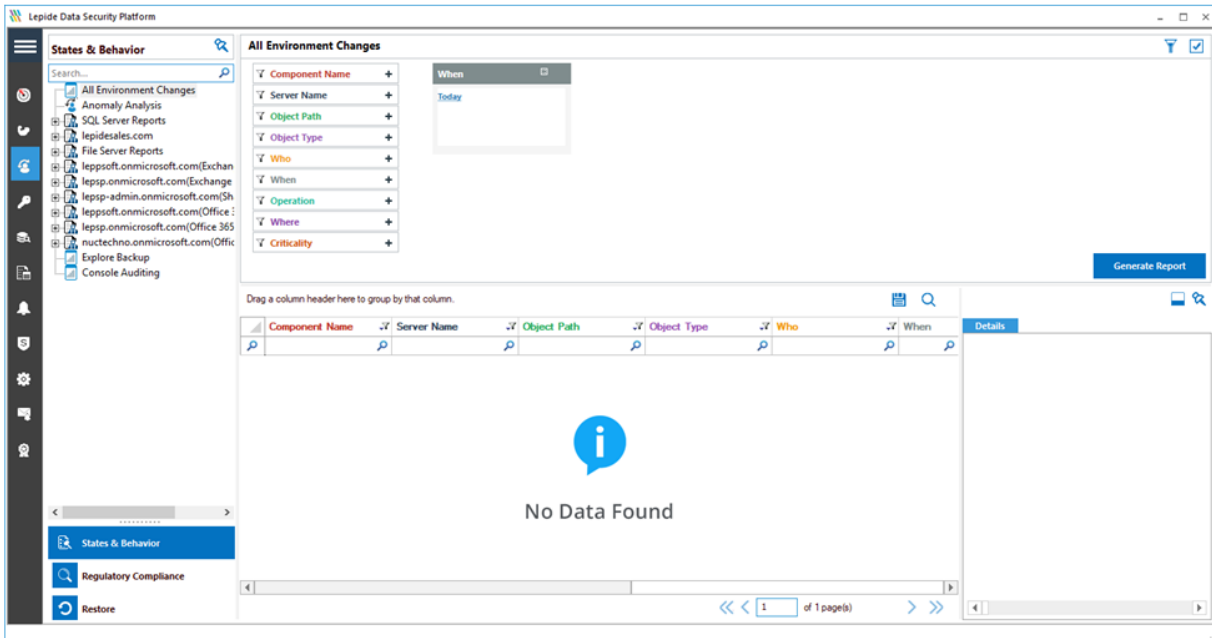 Lepide Data Security Platform
States & Behavior
Search...
All Environment Changes
Anomaly Analysis
SQL Server Reports
lepidesales.com
File Server Reports
leppsoft.onmicrosoft.com(Exchan
lepsp.onmicrosoft.com(Exchange
lepsp-admin.onmicrosoft.com(Sh
leppsoft.onmicrosoft.com(Office :
lepsp.onmicrosoft.com(Office 365
nuctechno.onmicrosoft.com(Offic
Explore Backup
Console Auditing
States & Behavior
Regulatory Compliance
Restore
All Environment Changes
Component Name
Server Name
Object Path
Object Type
Who
When
Operation
Where
Criticality
When
Today
Generate Report
Drag a column header here to group by that column.
Component Name Server Name Object Path Object Type Who When
No Data Found
1 of 1 page(s)
Details